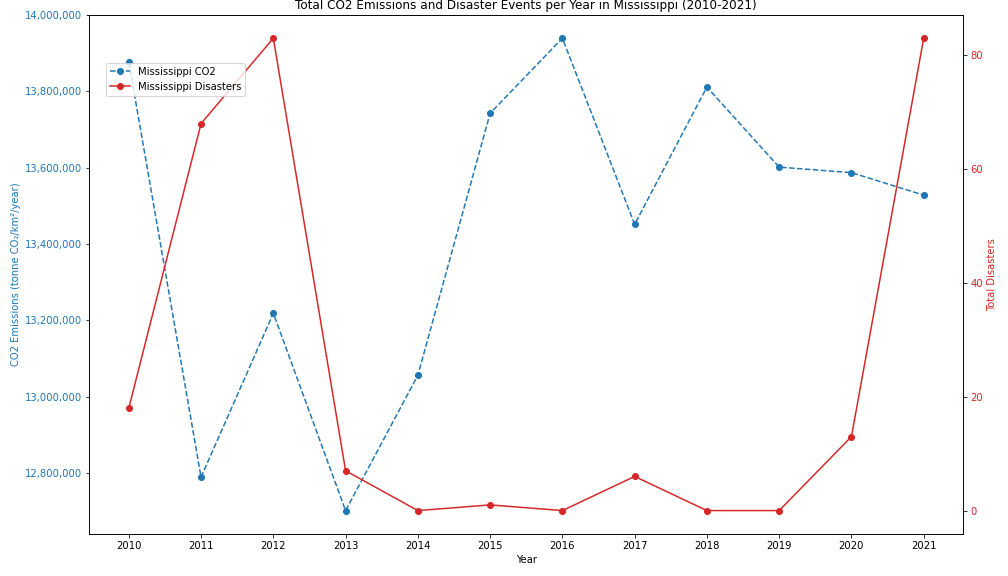 Total CO2 Emissions and Disaster Events per Year in Mississippi (2010-2021)
14,000,000
13,800,000
13,600,000
13,400,000
13,200,000
13,000,000
12,800,000
CO2 Emissions (tonne CO₂/km²/year)
Mississippi CO2
Mississippi Disasters
80
60
40
20
0
Total Disasters
2010 2011 2012 2013 2014 2015 2016 2017 2018 2019 2020 2021
Year